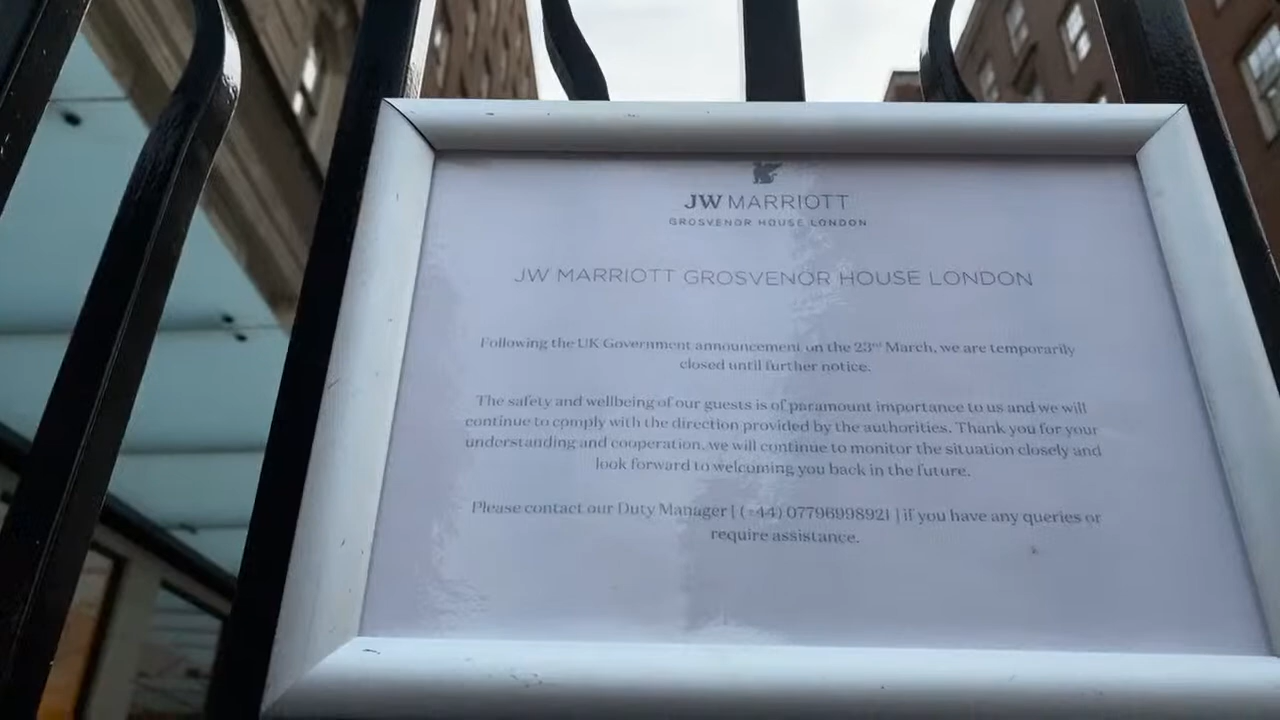 JW MARRIOTT
GROSVENOR HOUSE LONDON
JW MARRIOTT GROSVENOR HOUSE LONDON
Following the UK Government announcement on the 23rd March, we are temporarily
closed until further notice.
The safety and wellbeing of our guests is of paramount importance to us and we will
continue to comply with the direction provided by the authorities. Thank you for your
understanding and cooperation, we will continue to monitor the situation closely and
look forward to welcoming you back in the future.
Please contact our Duty Manager [ (+44) 07796998921 ] if you have any queries or
require assistance.